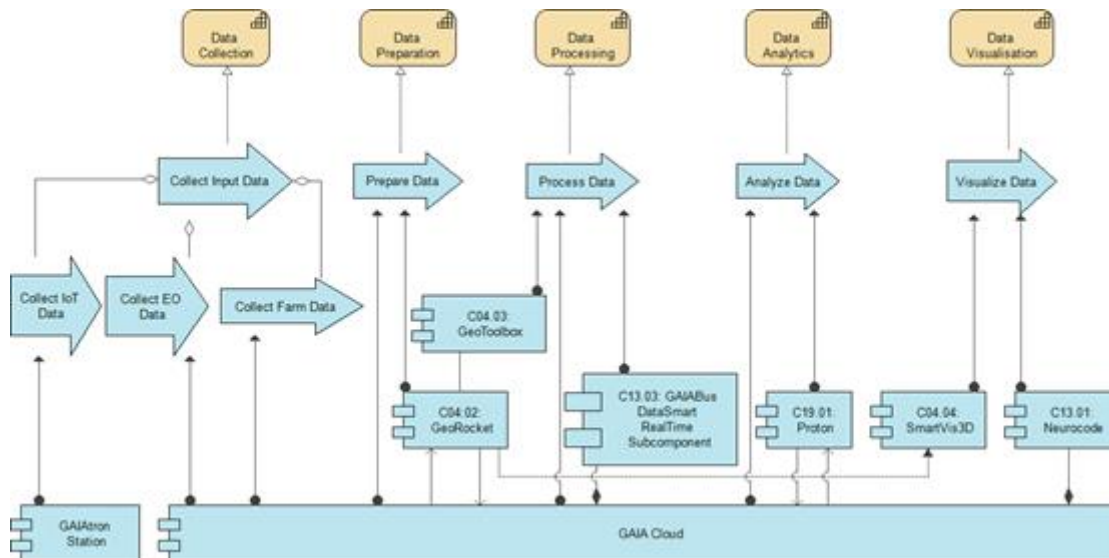 Data
Collection
Data
Preparation
Data
Processing
Data
Analytics
Data
Visualisation
Collect Input Data
Prepare Data
Process Data
Analyze Data
Visualize Data
Collect IoT
Data
Collect EO
Data
Collect Farm Data
C04.03:
GeoToolbox
C04.02:
GeoRocket
C13.03: GAIABus
DataSmart
RealTime
Subcomponent
C19.01:
Proton
C04.04:
SmartVis3D
C13.01:
Neurocode
GAIAtron
Station
GAIA Cloud